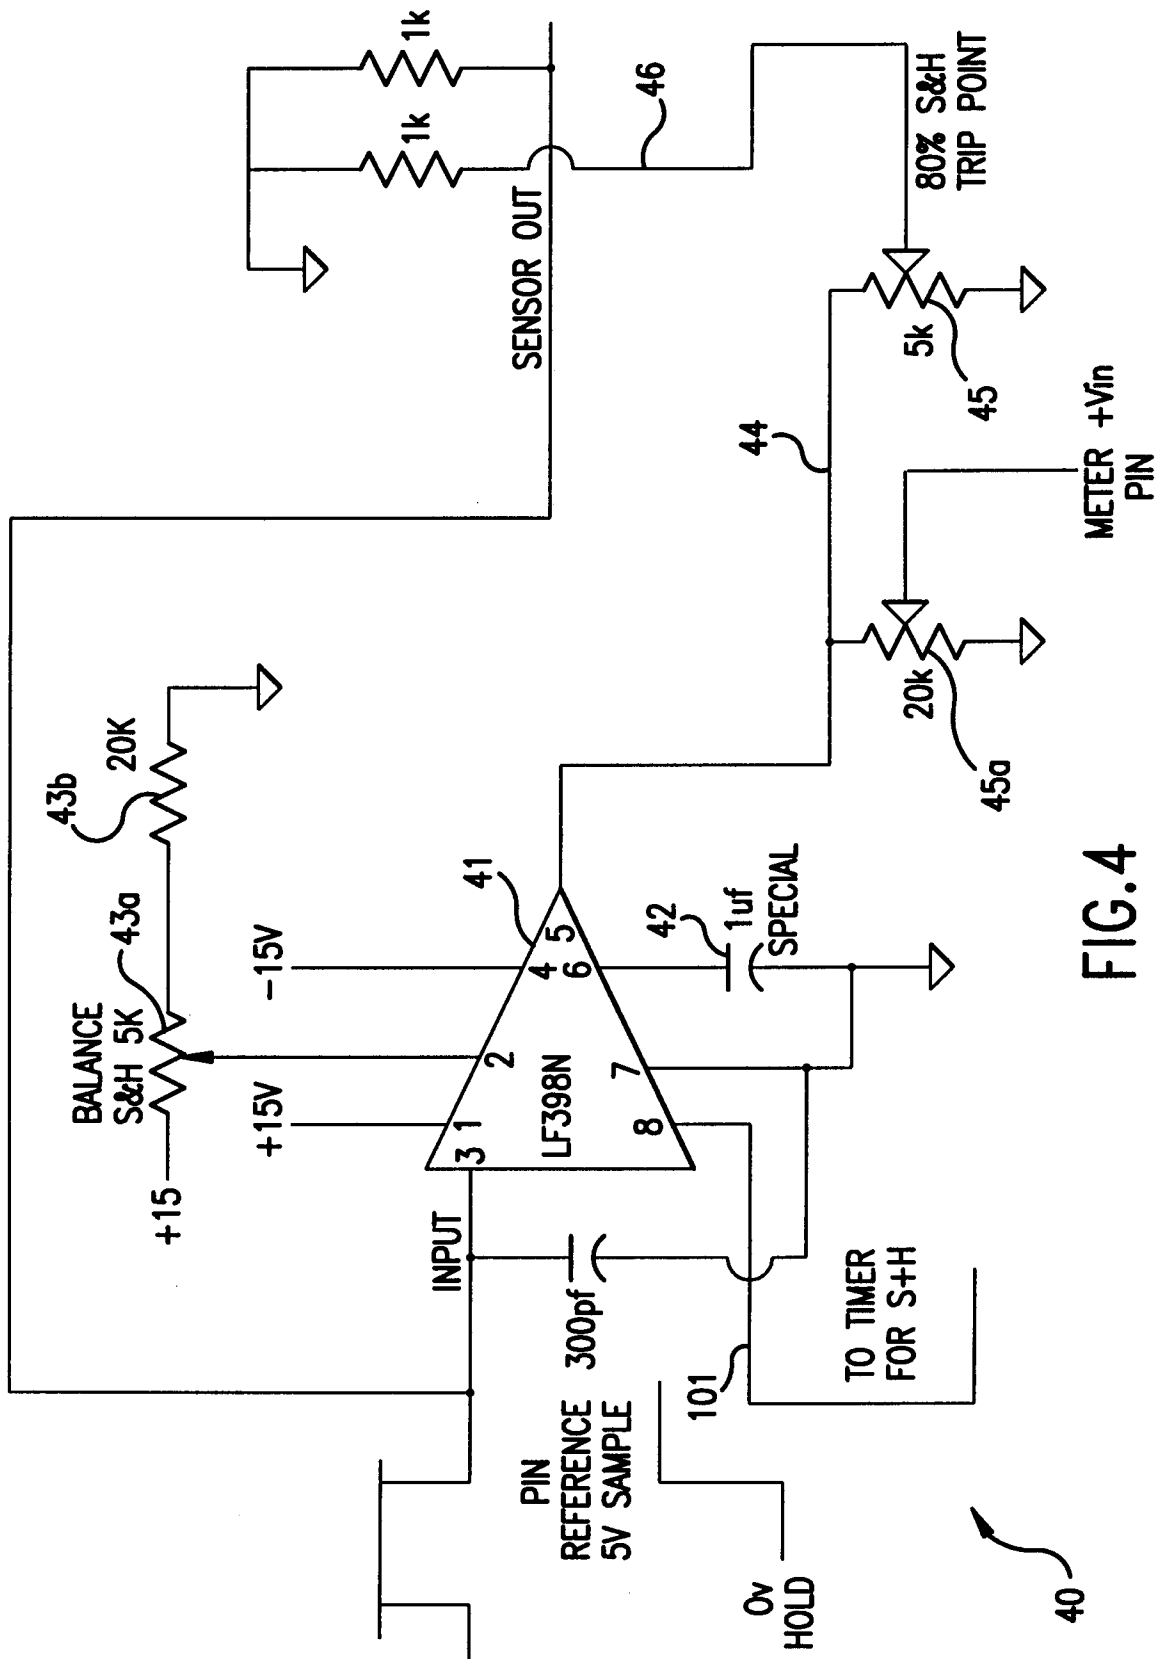 1k
1k
SENSOR OUT
46
80% S&H
TRIP POINT
5k
45
44
METER +Vin
PIN
20k
45a
43b
20K
43a
BALANCE
S&H 5K
+15
+15V
-15V
41
1
2
3
4
5
6
7
8
LF398N
42
1uf
SPECIAL
INPUT
300pf
PIN
REFERENCE
5V SAMPLE
0v
HOLD
101
TO TIMER
FOR S+H
40
FIG.4